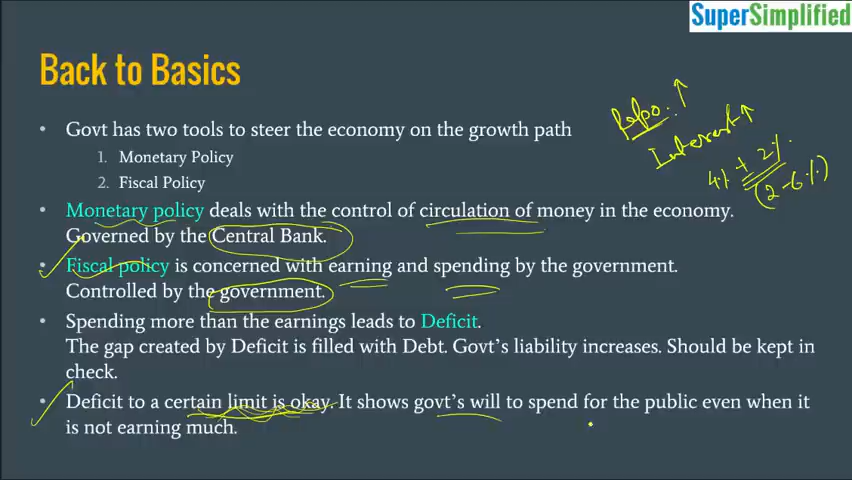 SuperSimplified
Back to Basics
• Govt has two tools to steer the economy on the growth path
1. Monetary Policy
2. Fiscal Policy
• Monetary policy deals with the control of circulation of money in the economy.
Governed by the Central Bank.
• Fiscal policy is concerned with earning and spending by the government.
Controlled by the government.
• Spending more than the earnings leads to Deficit.
The gap created by Deficit is filled with Debt. Govt's liability increases. Should be kept in
check.
• Deficit to a certain limit is okay. It shows govt's will to spend for the public even when it
is not earning much.
Repo ↑
Interest ↑
4% + 2%
(2-6%)